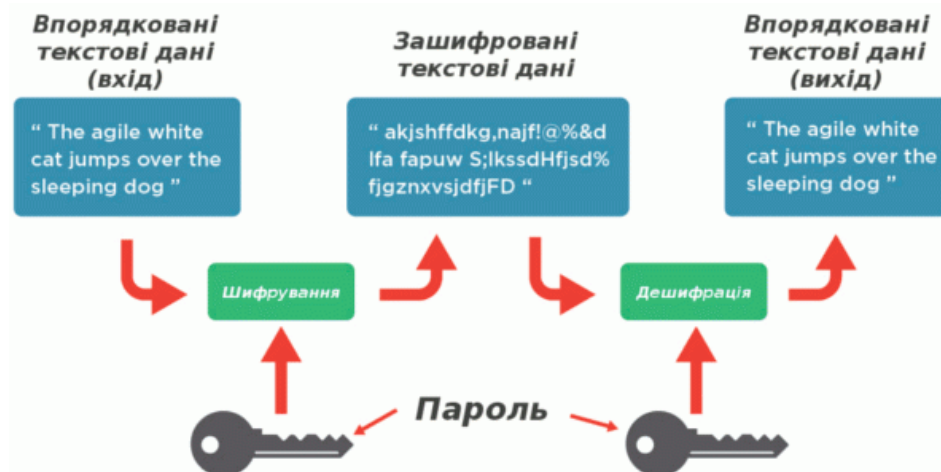 Впорядковані
текстові дані
(вхід)
Зашифровані
текстові дані
Впорядковані
текстові дані
(вихід)
“ The agile white
cat jumps over the
sleeping dog ”
“ akjshffdkg,najf!@%&d
lfa fapuw S;lkssdHfjsd%
fjgznxvsjdfjFD “
“ The agile white
cat jumps over the
sleeping dog ”
Шифрування
Дешифрація
Пароль